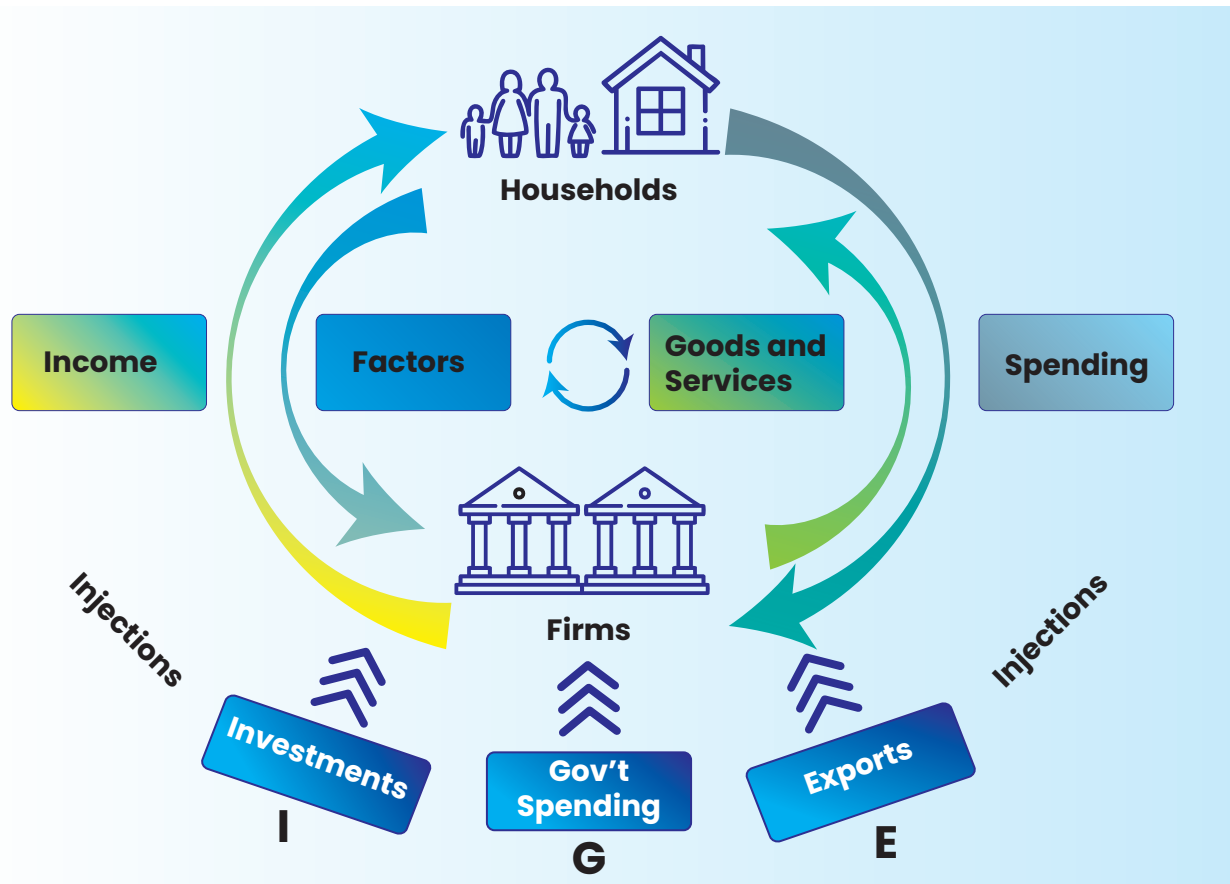 Households
Income
Factors
Goods and
Services
Spending
Firms
Injections
Injections
Investments
Gov’t
Spending
Exports
I
G
E